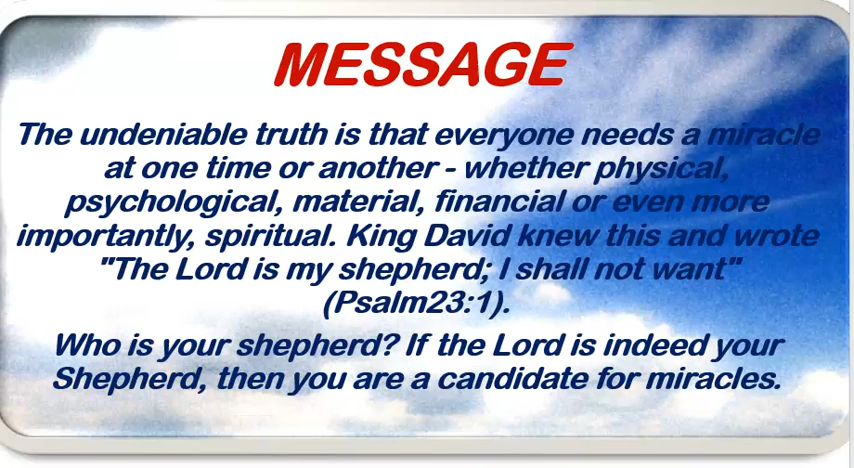 MESSAGE
The undeniable truth is that everyone needs a miracle
at one time or another - whether physical,
psychological, material, financial or even more
importantly, spiritual. King David knew this and wrote
"The Lord is my shepherd; I shall not want"
(Psalm23:1).
Who is your shepherd? If the Lord is indeed your
Shepherd, then you are a candidate for miracles.